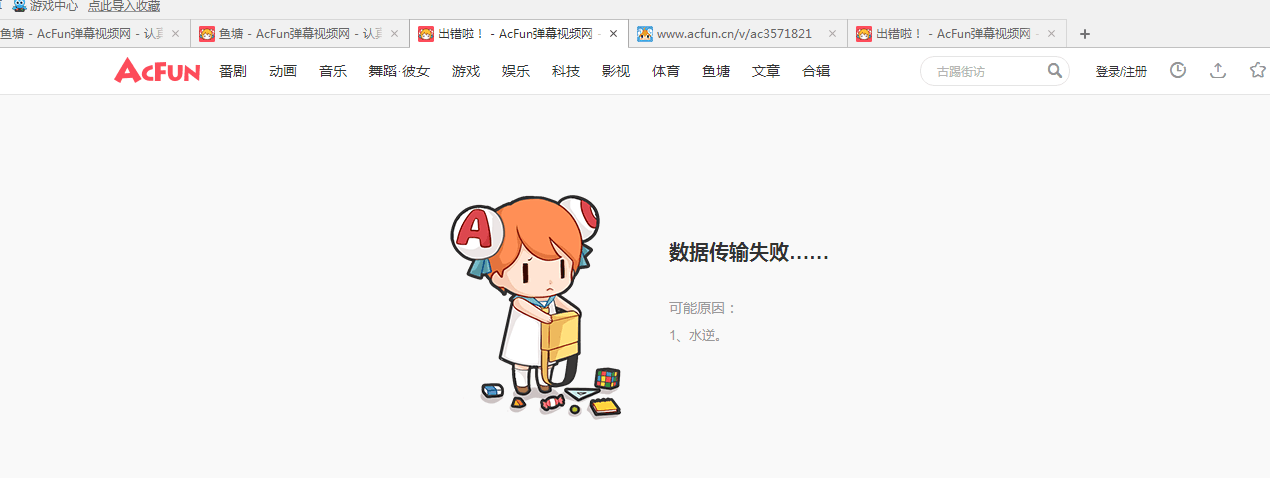 游戏中心 点此导入收藏
鱼塘 - AcFun弹幕视频网 - 认真 × 鱼塘 - AcFun弹幕视频网 - 认真 × 出错啦！ - AcFun弹幕视频网 - × www.acfun.cn/v/ac3571821 × 出错啦！ - AcFun弹幕视频网 - × +
AcFun 番剧 动画 音乐 舞蹈·彼女 游戏 娱乐 科技 影视 体育 鱼塘 文章 合辑 古踢街访 登录/注册
A
数据传输失败……
可能原因：
1、水逆。